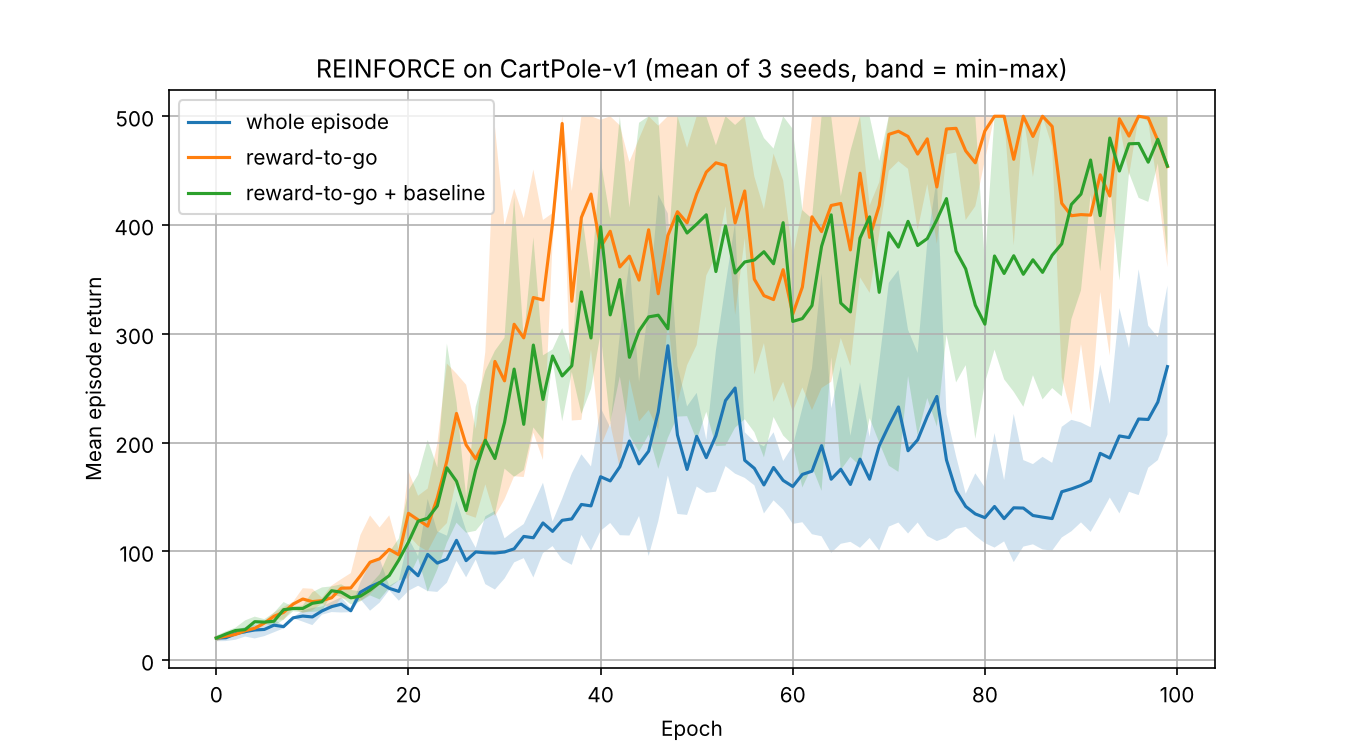 REINFORCE on CartPole-v1 (mean of 3 seeds, band = min-max)
whole episode
reward-to-go
reward-to-go + baseline
Mean episode return
500
400
300
200
100
0
0 20 40 60 80 100
Epoch